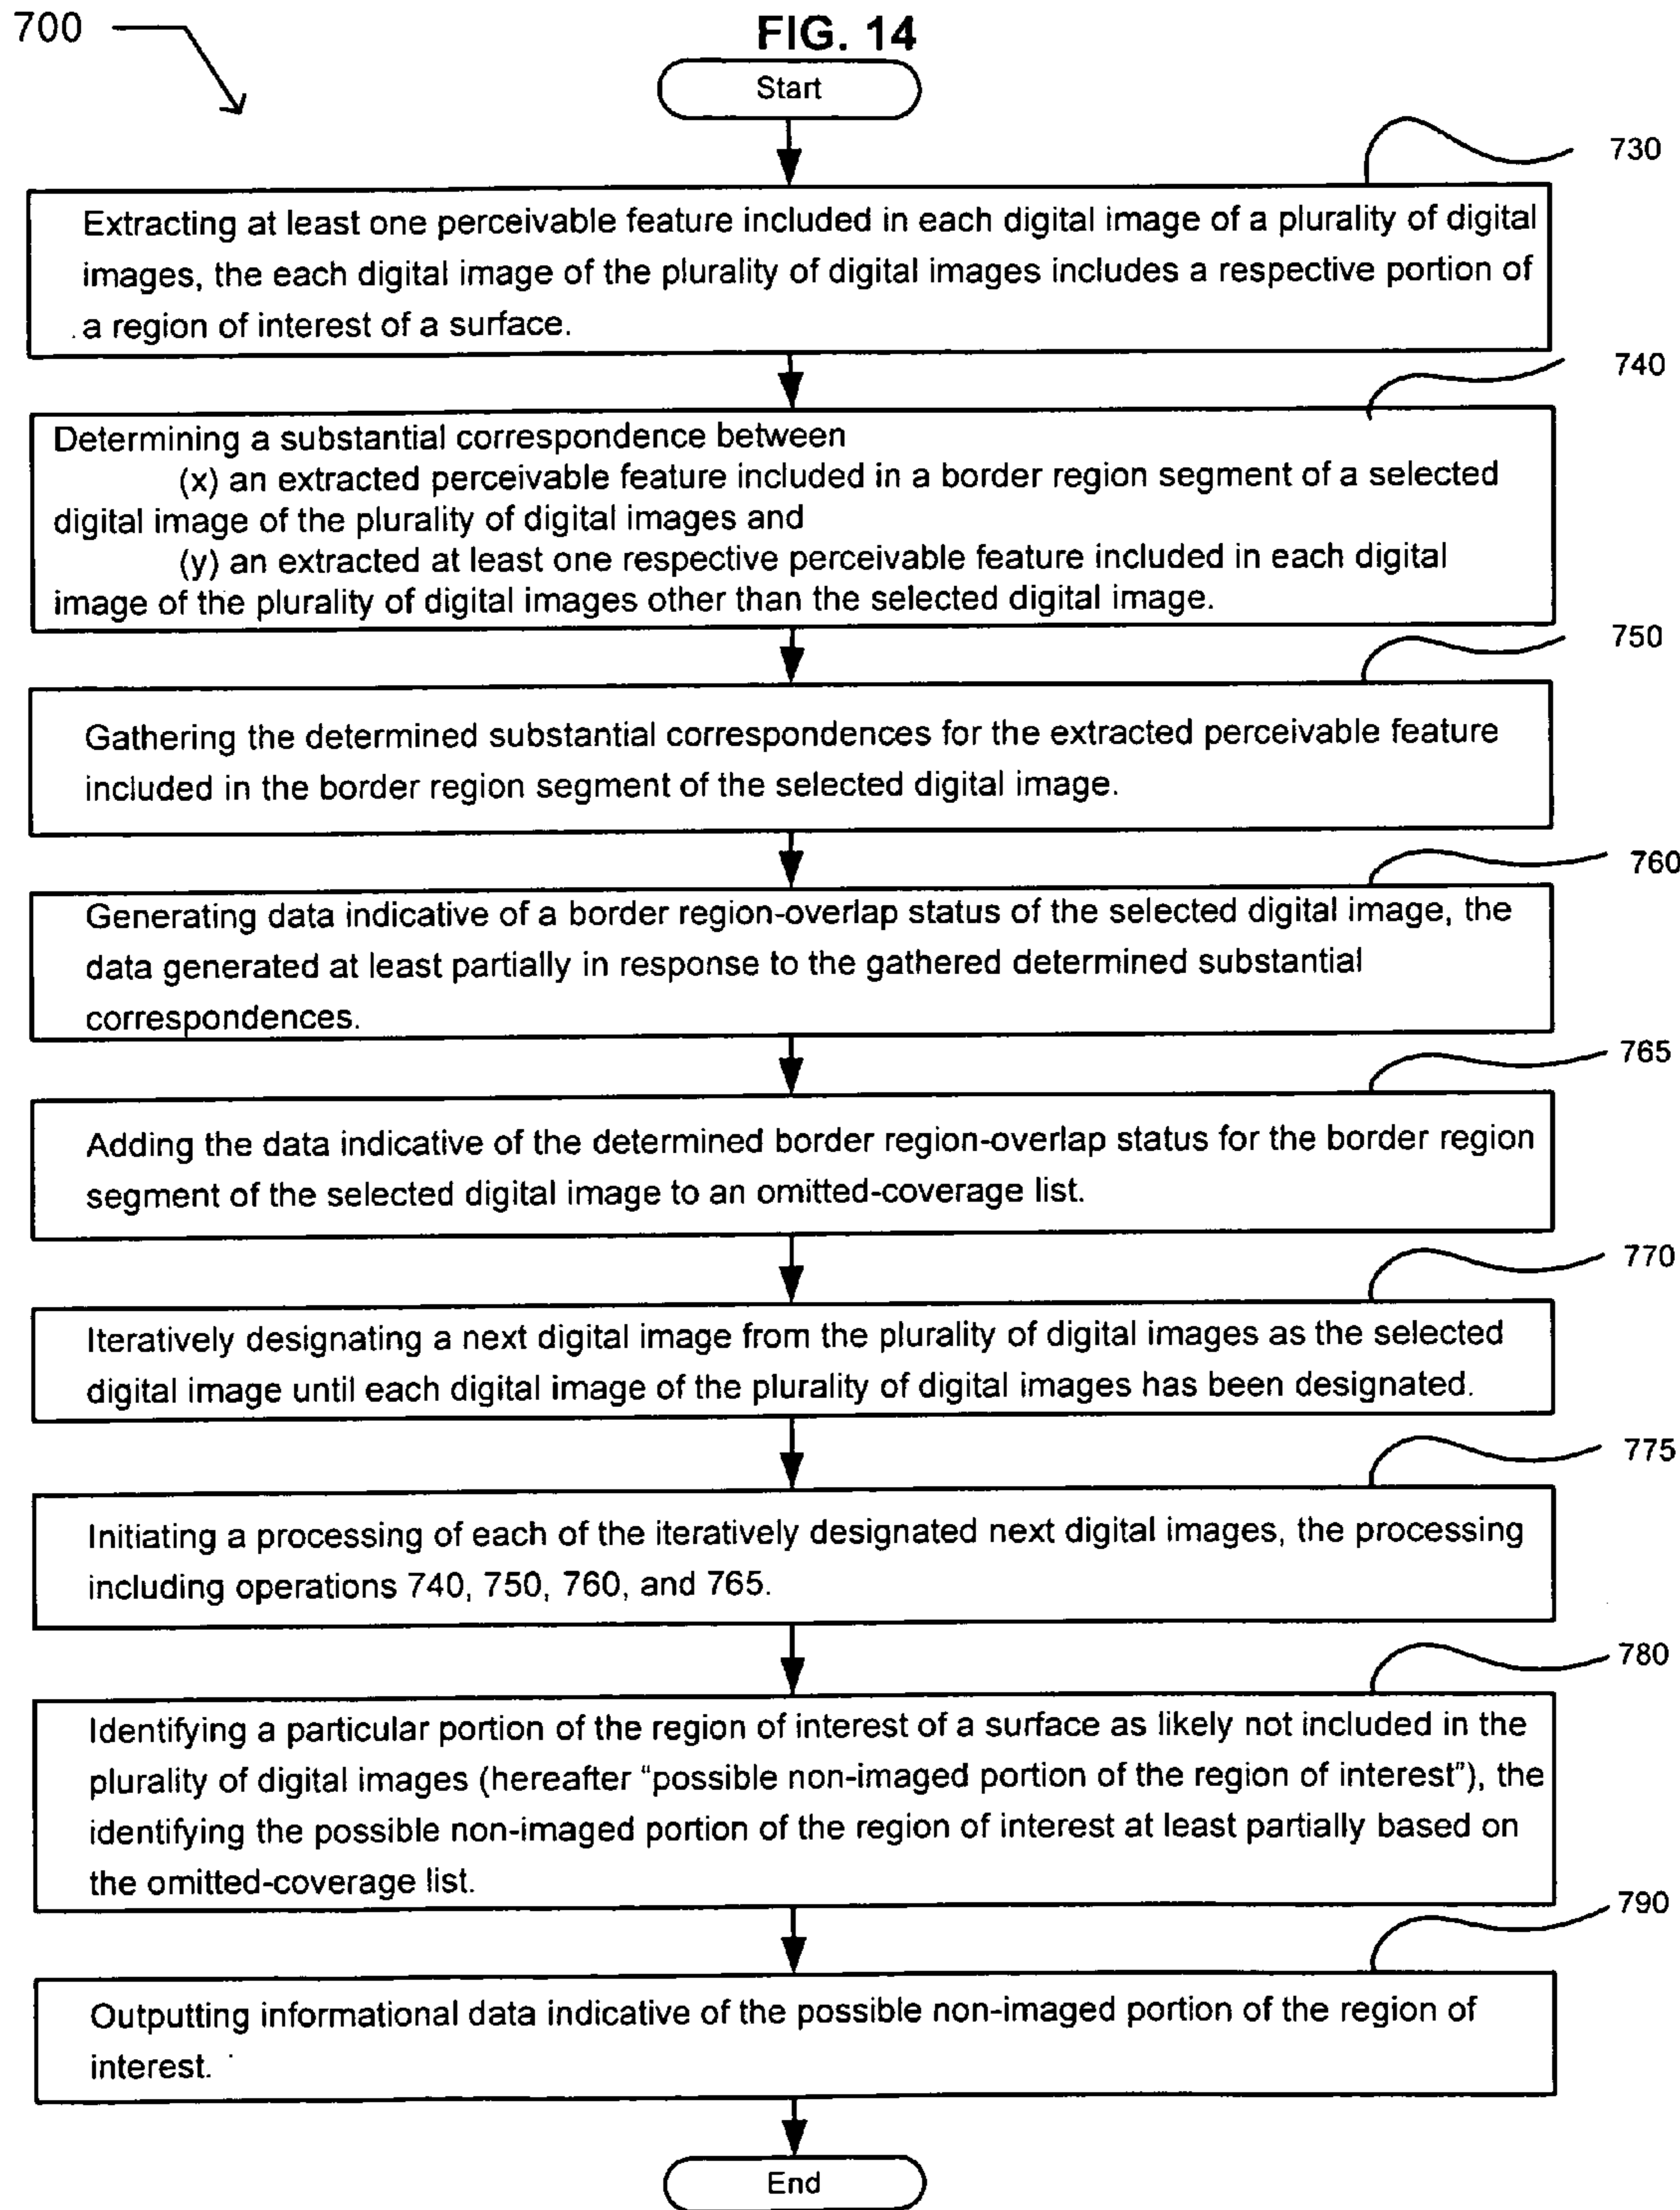 700
FIG. 14
Start
730
Extracting at least one perceivable feature included in each digital image of a plurality of digital
images, the each digital image of the plurality of digital images includes a respective portion of
a region of interest of a surface.
740
Determining a substantial correspondence between
(x) an extracted perceivable feature included in a border region segment of a selected
digital image of the plurality of digital images and
(y) an extracted at least one respective perceivable feature included in each digital
image of the plurality of digital images other than the selected digital image.
750
Gathering the determined substantial correspondences for the extracted perceivable feature
included in the border region segment of the selected digital image.
760
Generating data indicative of a border region-overlap status of the selected digital image, the
data generated at least partially in response to the gathered determined substantial
correspondences.
765
Adding the data indicative of the determined border region-overlap status for the border region
segment of the selected digital image to an omitted-coverage list.
770
Iteratively designating a next digital image from the plurality of digital images as the selected
digital image until each digital image of the plurality of digital images has been designated.
775
Initiating a processing of each of the iteratively designated next digital images, the processing
including operations 740, 750, 760, and 765.
780
Identifying a particular portion of the region of interest of a surface as likely not included in the
plurality of digital images (hereafter "possible non-imaged portion of the region of interest"), the
identifying the possible non-imaged portion of the region of interest at least partially based on
the omitted-coverage list.
790
Outputting informational data indicative of the possible non-imaged portion of the region of
interest.
End